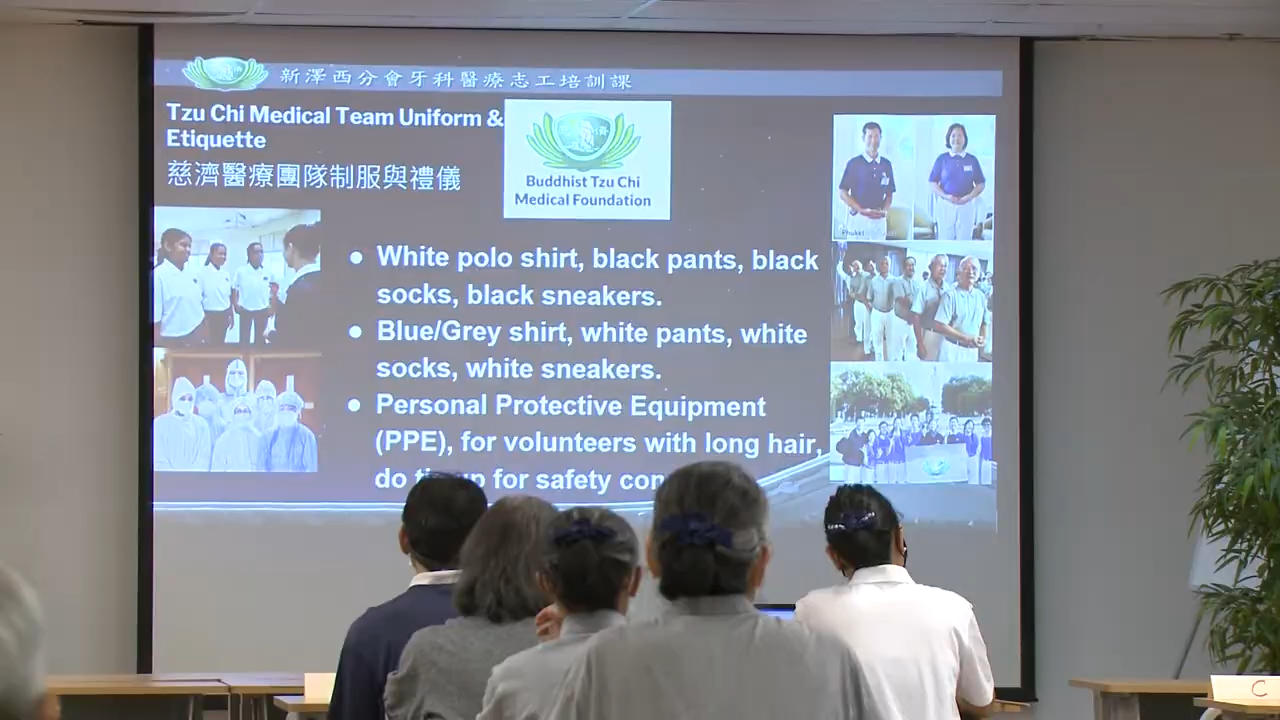 新澤西分會牙科醫療志工培訓課
Tzu Chi Medical Team Uniform &
Etiquette
慈濟醫療團隊制服與禮儀
Buddhist Tzu Chi
Medical Foundation
Phuket
• White polo shirt, black pants, black
socks, black sneakers.
• Blue/Grey shirt, white pants, white
socks, white sneakers.
• Personal Protective Equipment
(PPE), for volunteers with long hair,
do up for safety
C